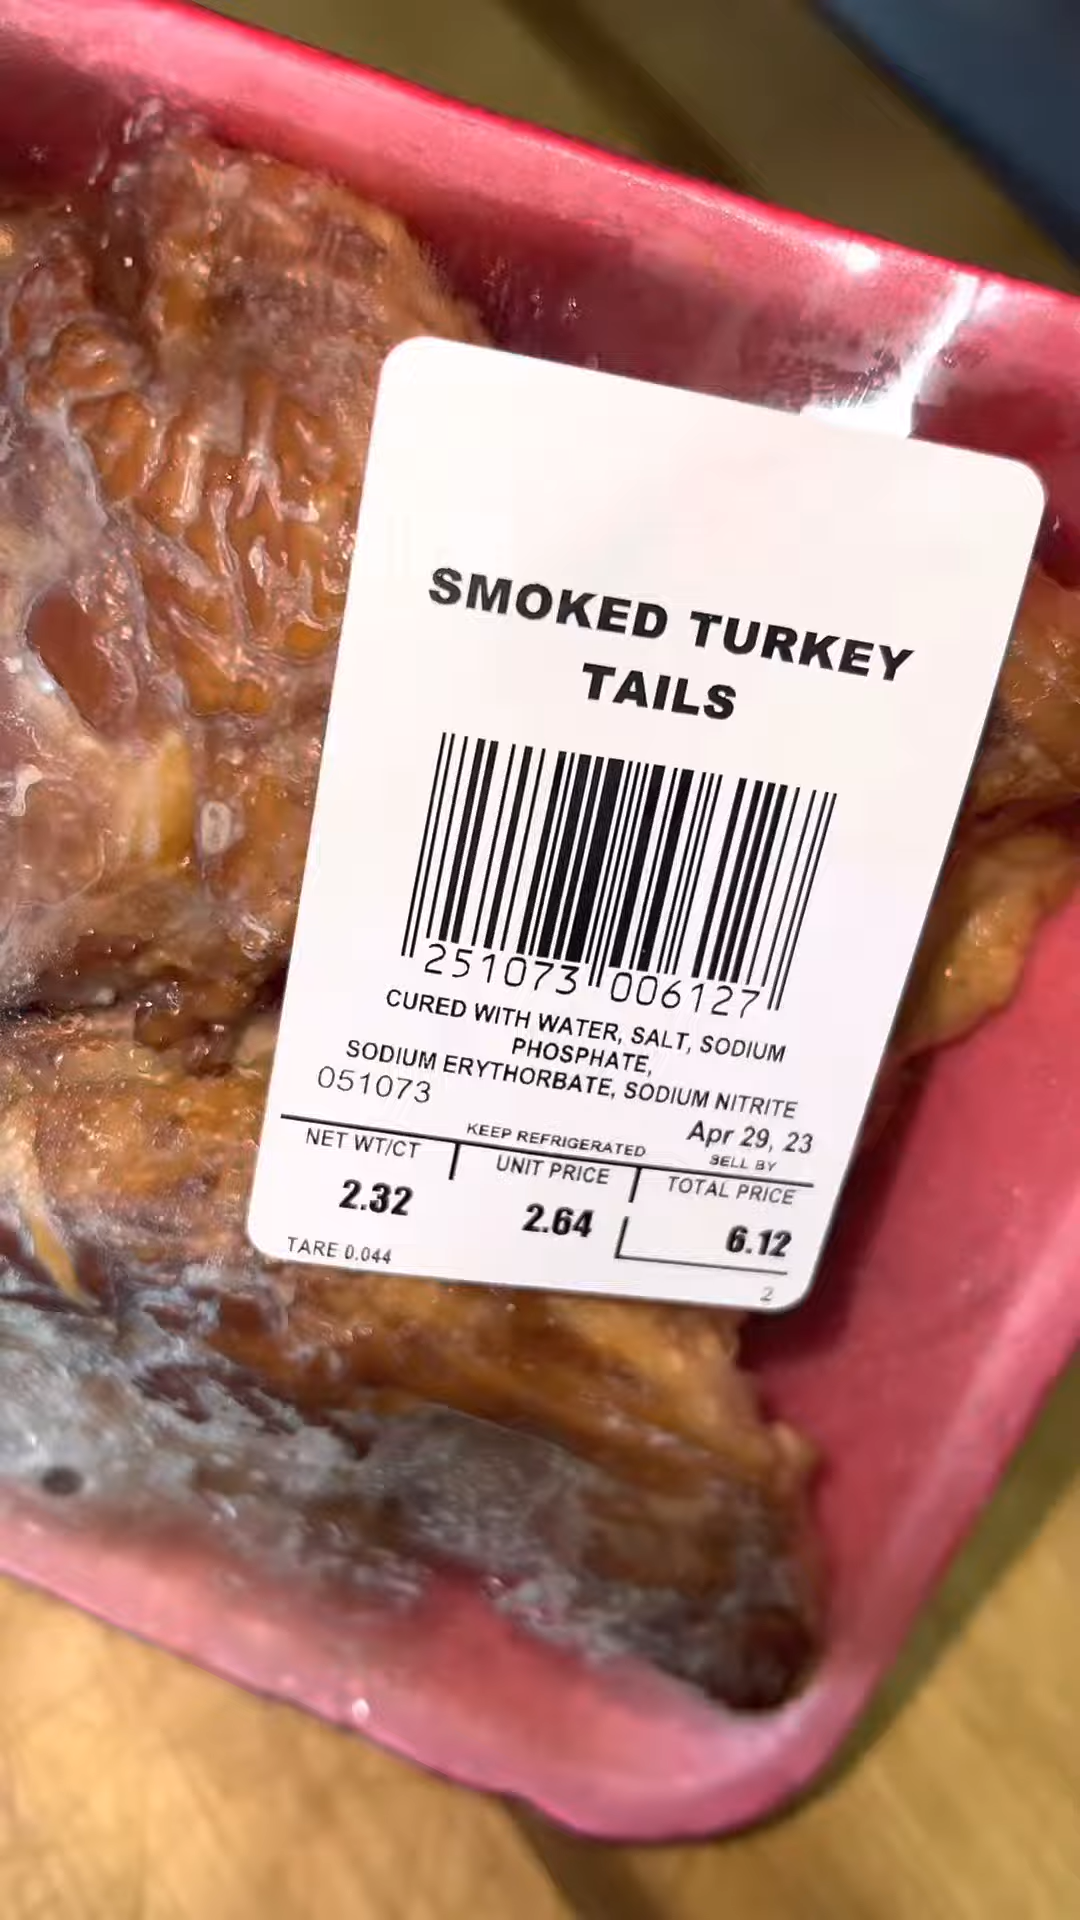 SMOKED TURKEY
TAILS
251073 006127
CURED WITH WATER, SALT, SODIUM
PHOSPHATE,
SODIUM ERYTHORBATE, SODIUM NITRITE
051073
Apr 29, 23
KEEP REFRIGERATED
SELL BY
NET WT/CT
UNIT PRICE
TOTAL PRICE
2.32
2.64
6.12
TARE 0.044
2